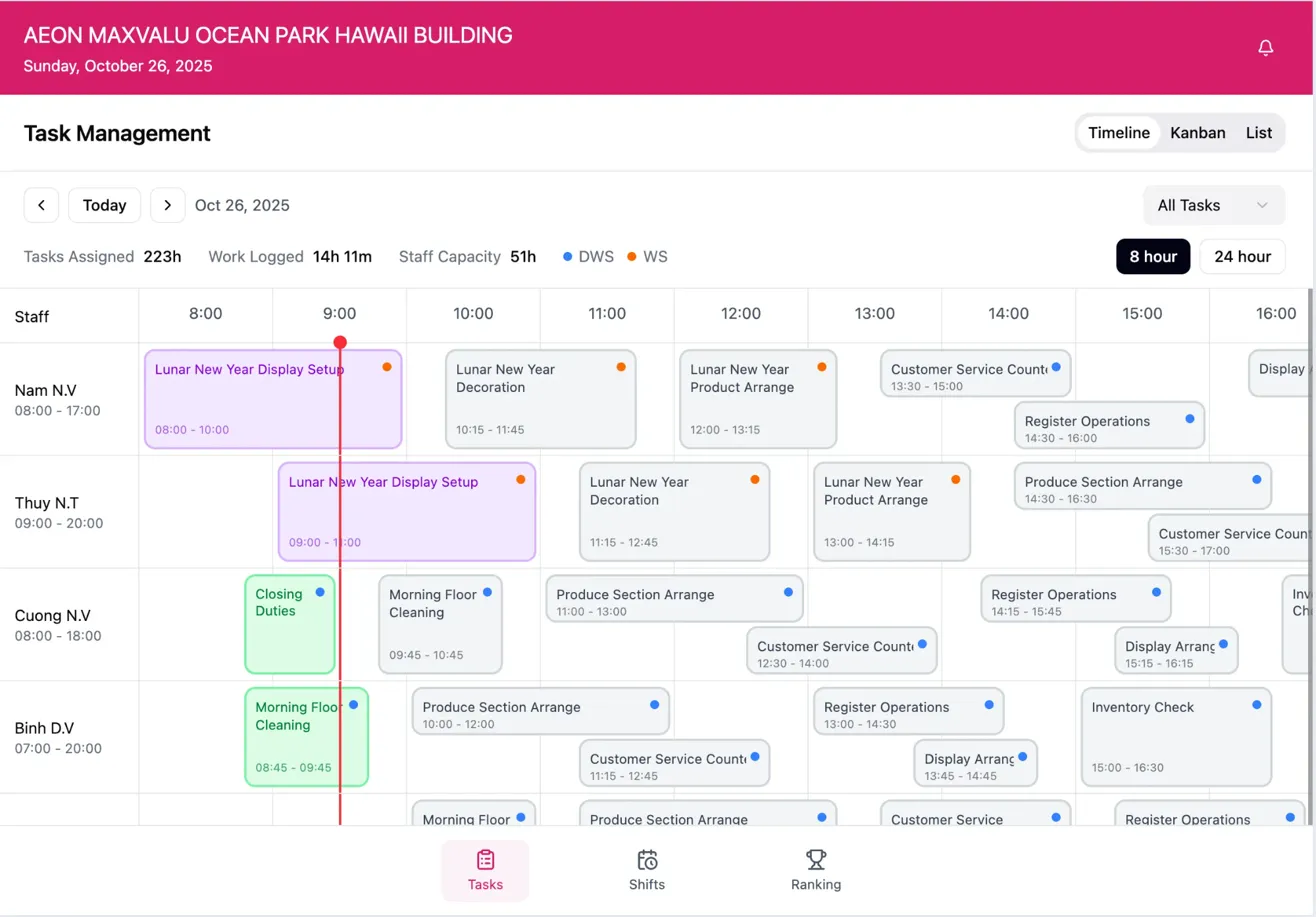 AEON MAXVALU OCEAN PARK HAWAII BUILDING
Sunday, October 26, 2025
Task Management
Timeline Kanban List
Today Oct 26, 2025
All Tasks
Tasks Assigned 223h Work Logged 14h 11m Staff Capacity 51h DWS WS
8 hour 24 hour
Staff 8:00 9:00 10:00 11:00 12:00 13:00 14:00 15:00 16:00
Nam N.V
08:00 - 17:00
Lunar New Year Display Setup
08:00 - 10:00
Lunar New Year
Decoration
10:15 - 11:45
Lunar New Year
Product Arrange
12:00 - 13:15
Customer Service Counte
13:30 - 15:00
Register Operations
14:30 - 16:00
Display
Thuy N.T
09:00 - 20:00
Lunar New Year Display Setup
09:00 - 11:00
Lunar New Year
Decoration
11:15 - 12:45
Lunar New Year
Product Arrange
13:00 - 14:15
Produce Section Arrange
14:30 - 16:30
Customer Service Coun
15:30 - 17:00
Cuong N.V
08:00 - 18:00
Closing
Duties
Morning Floor
Cleaning
09:45 - 10:45
Produce Section Arrange
11:00 - 13:00
Customer Service Counte
12:30 - 14:00
Register Operations
14:15 - 15:45
Display Arrang
15:15 - 16:15
Inv
Ch
Binh D.V
07:00 - 20:00
Morning Floor
Cleaning
08:45 - 09:45
Produce Section Arrange
10:00 - 12:00
Customer Service Counte
11:15 - 12:45
Register Operations
13:00 - 14:30
Display Arrang
13:45 - 14:45
Inventory Check
15:00 - 16:30
Morning Floor
Produce Section Arrange
Customer Service
Register Operations
Tasks Shifts Ranking